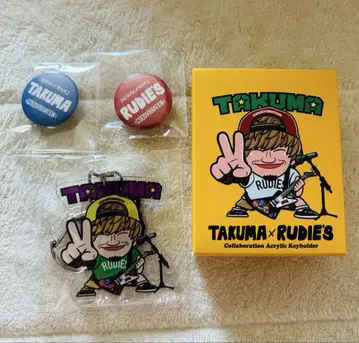 TAKUMA
COLLABORATION
RUDIE'S
COLLABORATION
TAKUMA
RUDIE'S
TAKUMA
RUDIE'S
TAKUMA × RUDIE'S
Collaboration Acrylic Keyholder